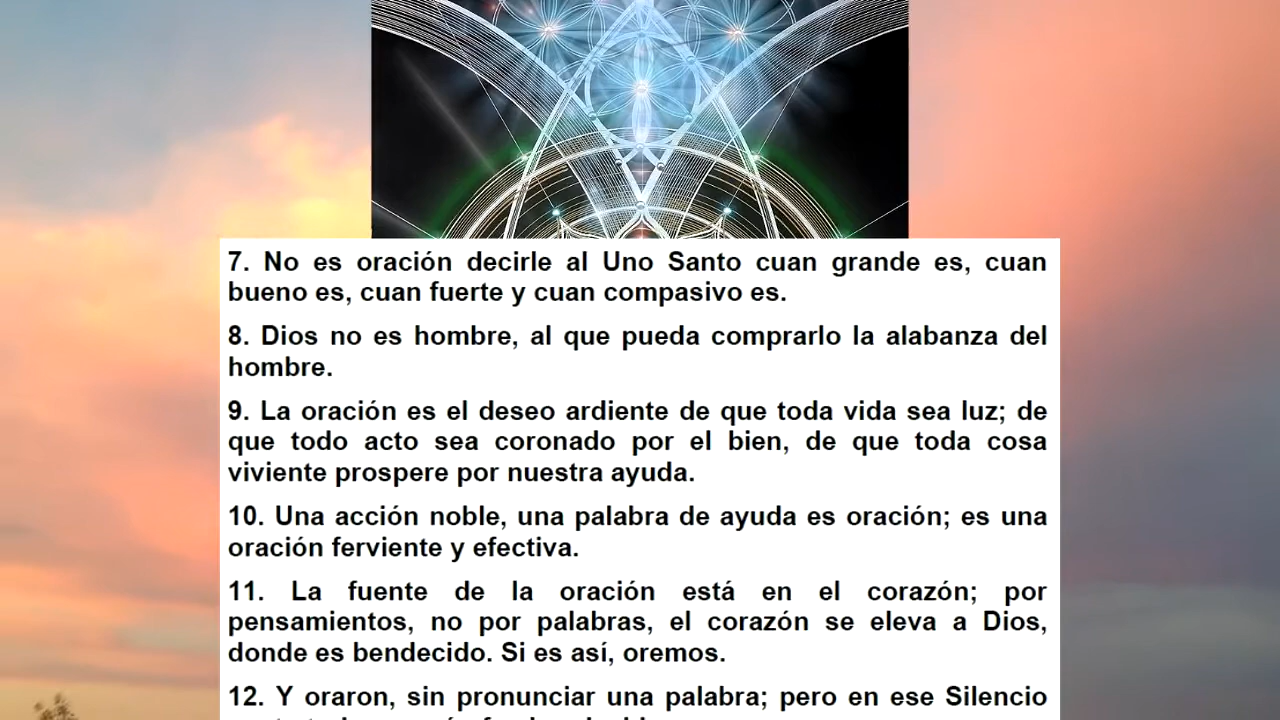 7. No es oración decirle al Uno Santo cuan grande es, cuan
bueno es, cuan fuerte y cuan compasivo es.
8. Dios no es hombre, al que pueda comprarlo la alabanza del
hombre.
9. La oración es el deseo ardiente de que toda vida sea luz; de
que todo acto sea coronado por el bien, de que toda cosa
viviente prospere por nuestra ayuda.
10. Una acción noble, una palabra de ayuda es oración; es una
oración ferviente y efectiva.
11. La fuente de la oración está en el corazón; por
pensamientos, no por palabras, el corazón se eleva a Dios,
donde es bendecido. Si es así, oremos.
12. Y oraron, sin pronunciar una palabra; pero en ese Silencio